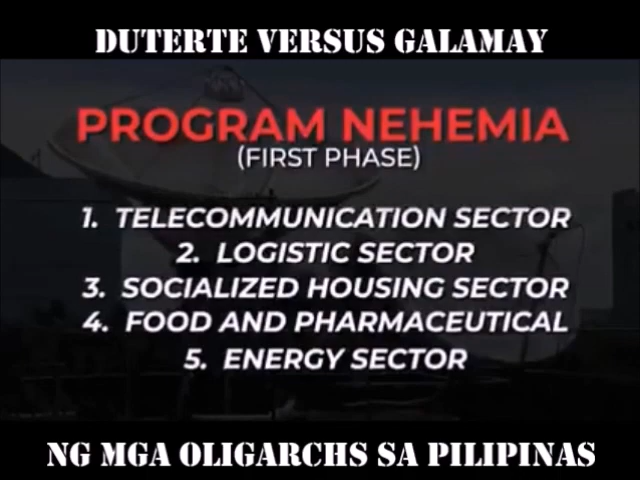 DUTERTE VERSUS GALAMAY
PROGRAM NEHEMIA
(FIRST PHASE)
1. TELECOMMUNICATION SECTOR
2. LOGISTIC SECTOR
3. SOCIALIZED HOUSING SECTOR
4. FOOD AND PHARMACEUTICAL
5. ENERGY SECTOR
NG MGA OLIGARCHS SA PILIPINAS